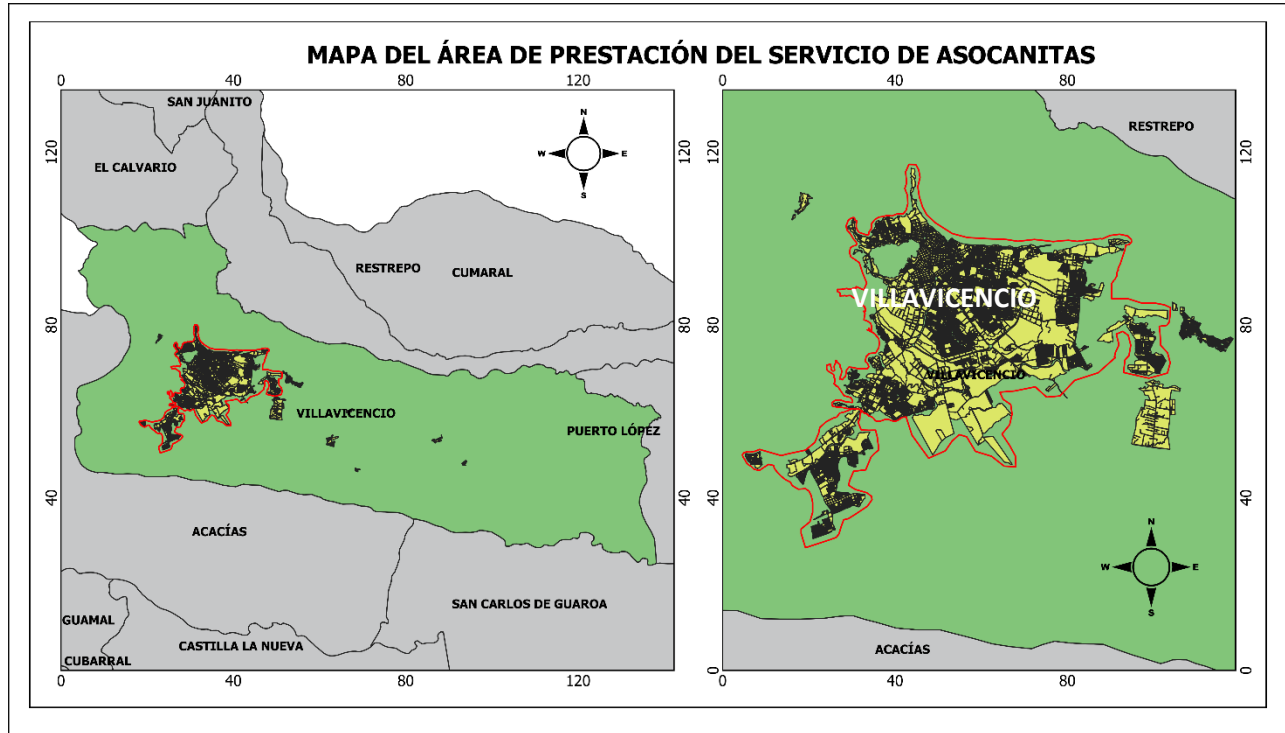 MAPA DEL ÁREA DE PRESTACIÓN DEL SERVICIO DE ASOCANITAS
0 40 80 120
SAN JUANITO
N
W E
S
120
120
EL CALVARIO
RESTREPO
CUMARAL
80
80
VILLAVICENCIO
PUERTO LÓPEZ
40
40
ACACÍAS
SAN CARLOS DE GUAROA
GUAMAL
CASTILLA LA NUEVA
CUBARRAL
0
0 40 80 120
0 40 80
RESTREPO
120
120
VILLAVICENCIO
80
80
VILLAVICENCIO
40
40
N
W E
S
ACACÍAS
0
0
0 40 80